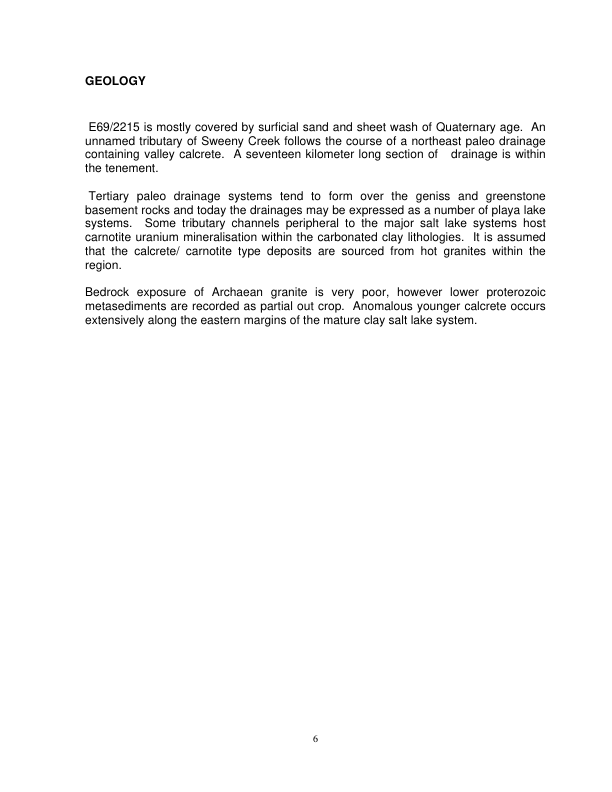 GEOLOGY
E69/2215 is mostly covered by surficial sand and sheet wash of Quaternary age. An
unnamed tributary of Sweeny Creek follows the course of a northeast paleo drainage
containing valley calcrete. A seventeen kilometer long section of drainage is within
the tenement.
Tertiary paleo drainage systems tend to form over the geniss and greenstone
basement rocks and today the drainages may be expressed as a number of playa lake
systems. Some tributary channels peripheral to the major salt lake systems host
carnotite uranium mineralisation within the carbonated clay lithologies. It is assumed
that the calcrete/ carnotite type deposits are sourced from hot granites within the
region.
Bedrock exposure of Archaean granite is very poor, however lower proterozoic
metasediments are recorded as partial out crop. Anomalous younger calcrete occurs
extensively along the eastern margins of the mature clay salt lake system.
6